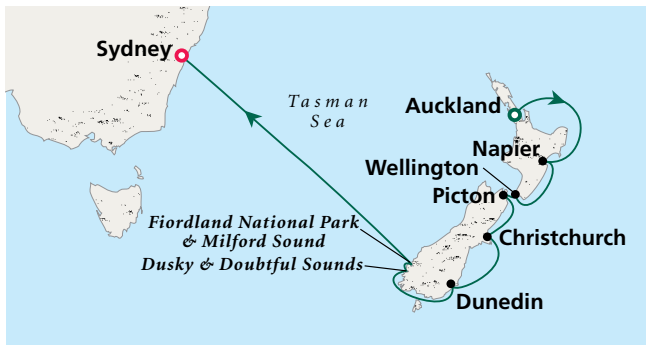 Sydney
Tasman
Sea
Auckland
Napier
Wellington
Picton
Fiordland National Park
& Milford Sound
Dusky & Doubtful Sounds
Christchurch
Dunedin